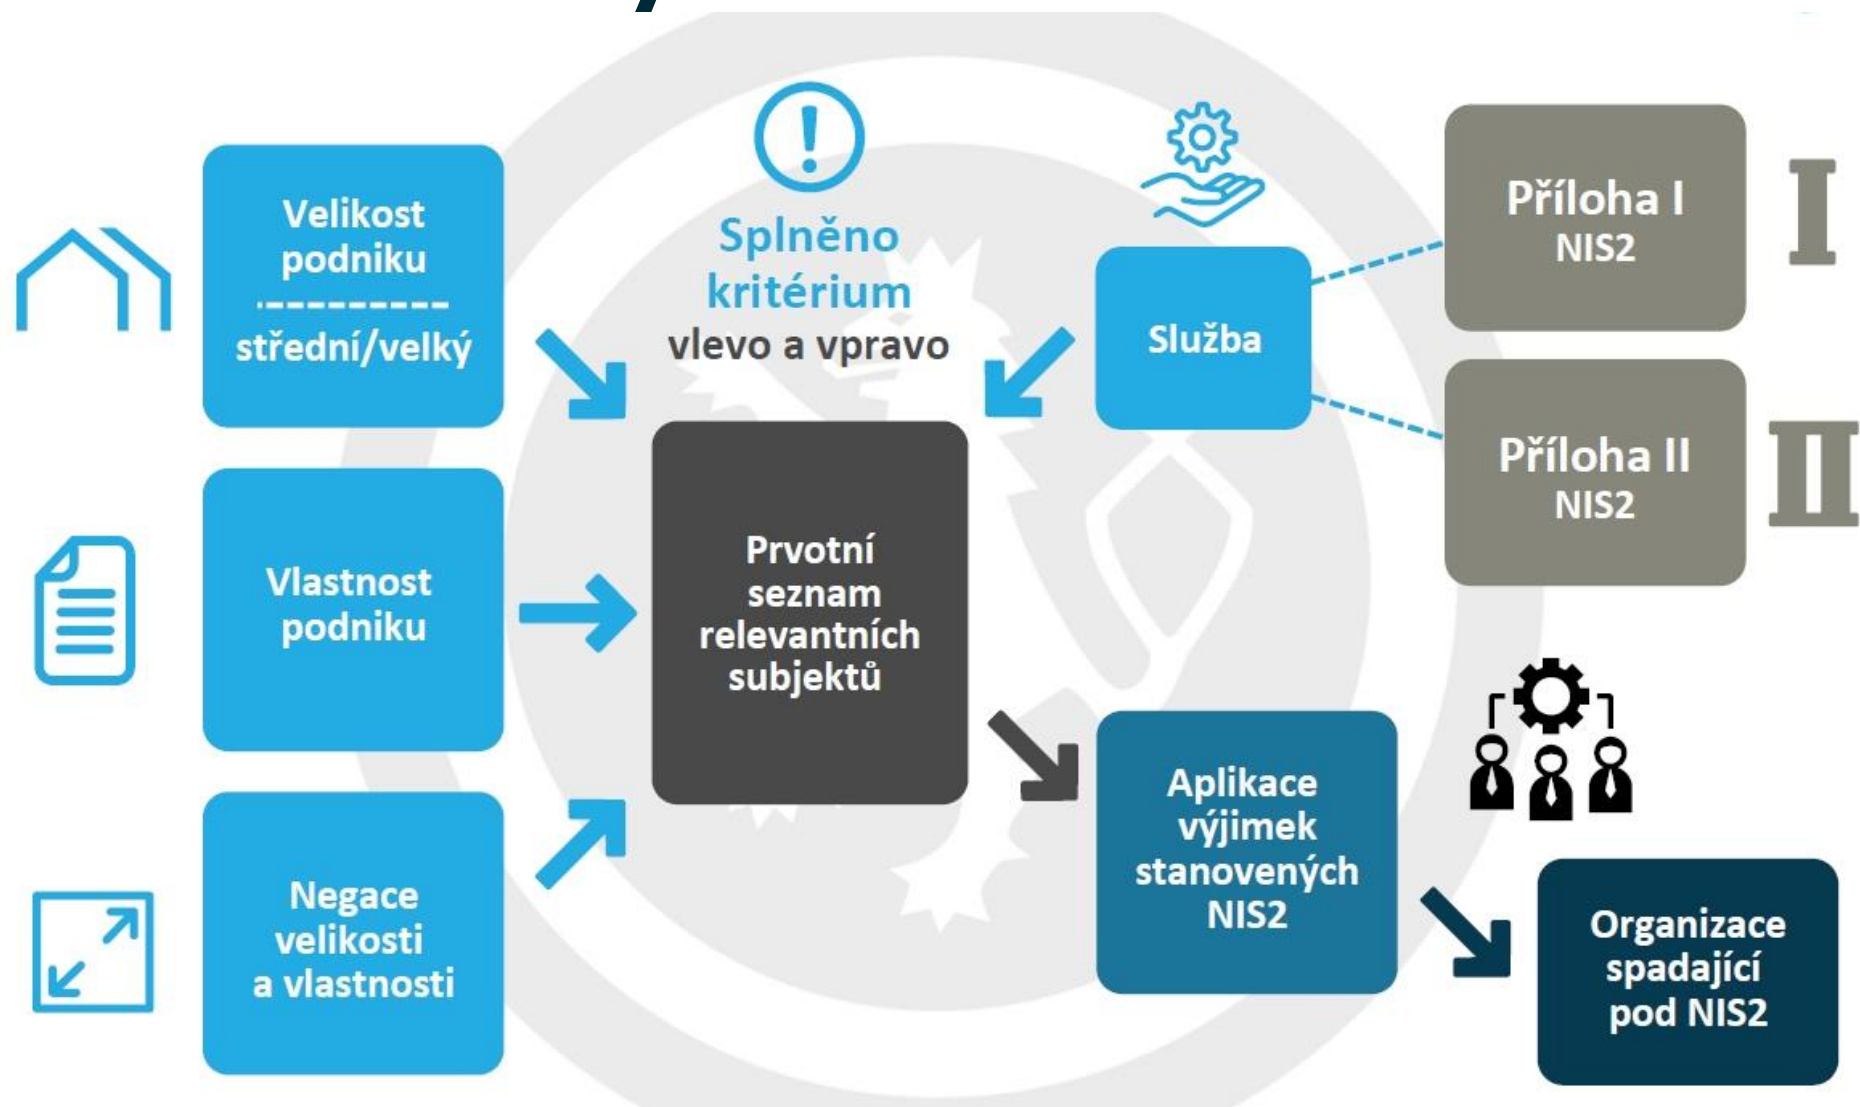 Velikost
podniku
střední/velký
Vlastnost
podniku
Negace
velikosti
a vlastnosti
Splněno
kritérium
vlevo a vpravo
Prvotní
seznam
relevantních
subjektů
Služba
Příloha I
NIS2
I
Příloha II
NIS2
II
Aplikace
výjimek
stanovených
NIS2
Organizace
spadající
pod NIS2